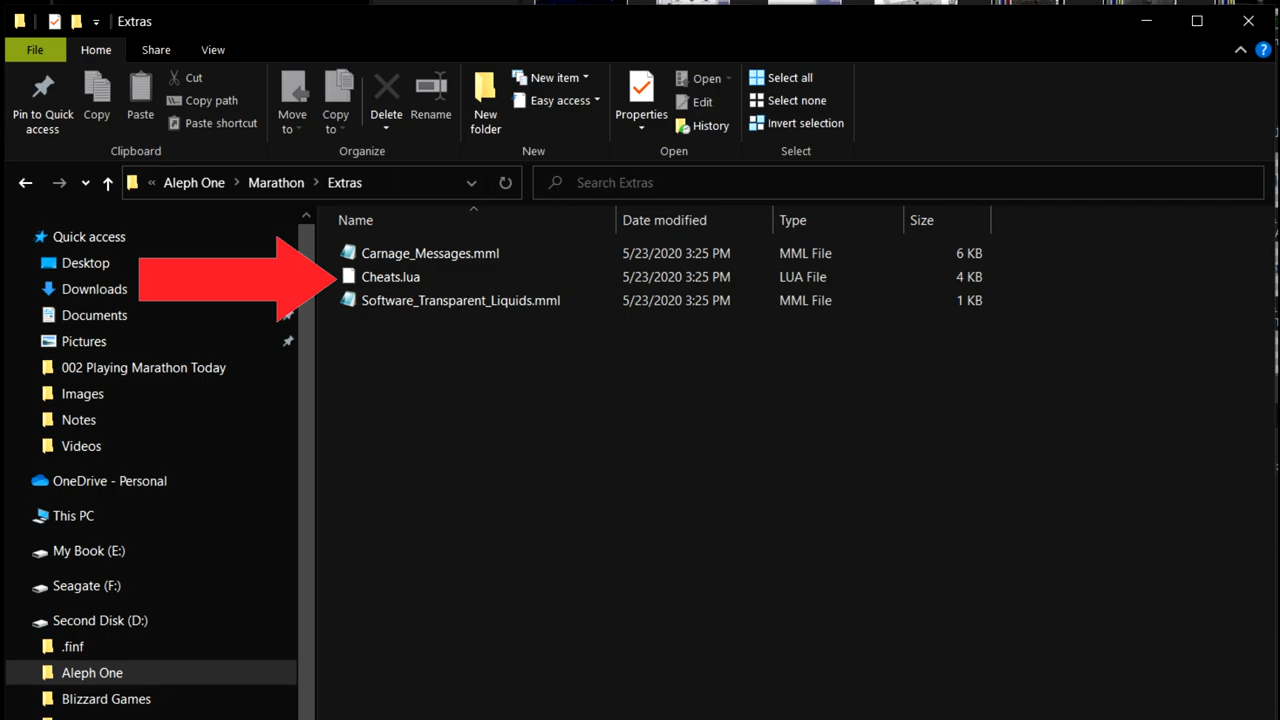 Extras
File Home Share View
Pin to Quick access
Copy
Paste
Cut
Copy path
Paste shortcut
Clipboard
Move to
Copy to
Delete
Rename
Organize
New folder
New item
Easy access
New
Properties
Open
Edit
History
Open
Select all
Select none
Invert selection
Select
« Aleph One > Marathon > Extras
Search Extras
Name Date modified Type Size
Carnage_Messages.mml 5/23/2020 3:25 PM MML File 6 KB
Cheats.lua 5/23/2020 3:25 PM LUA File 4 KB
Software_Transparent_Liquids.mml 5/23/2020 3:25 PM MML File 1 KB
Quick access
Desktop
Downloads
Documents
Pictures
002 Playing Marathon Today
Images
Notes
Videos
OneDrive - Personal
This PC
My Book (E:)
Seagate (F:)
Second Disk (D:)
.finf
Aleph One
Blizzard Games